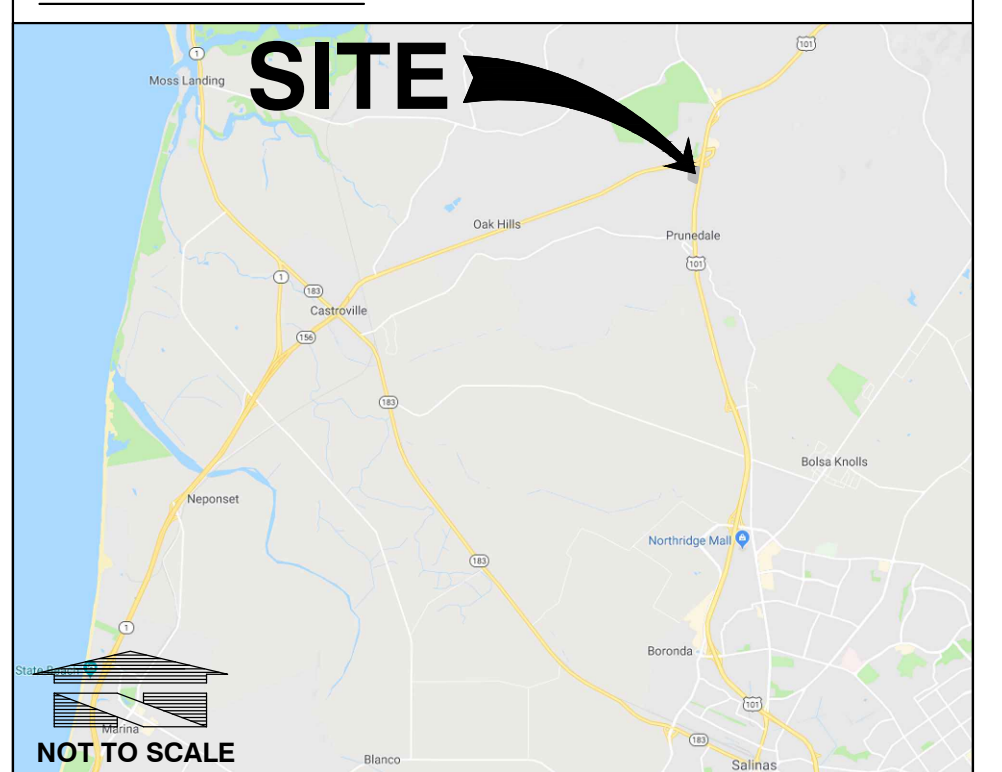 101
1
Moss Landing
SITE
Oak Hills
Prunedale
101
1
183
Castroville
156
183
Bolsa Knolls
Neponset
Northridge Mall
183
1
Boronda
State Beach
101
Marina
183
NOT TO SCALE
Blanco
Salinas